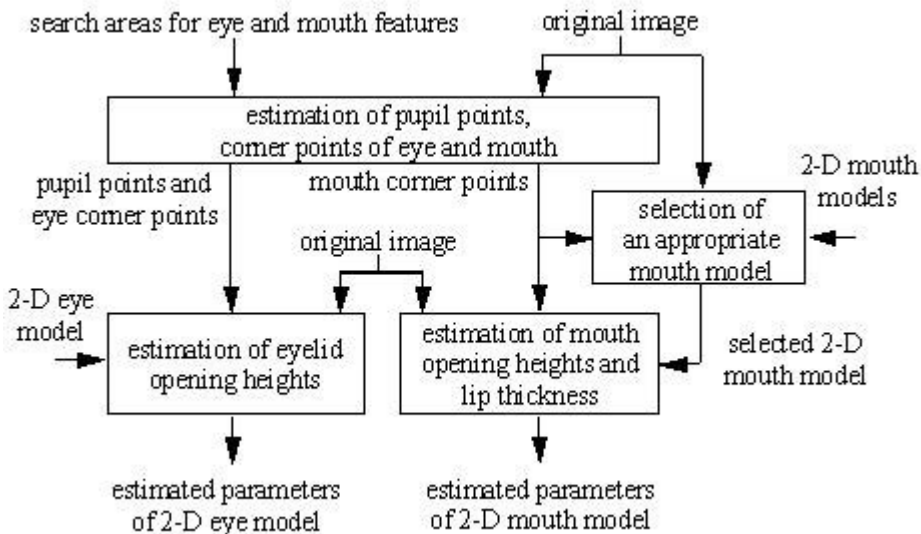 search areas for eye and mouth features
original image
estimation of pupil points,
corner points of eye and mouth
pupil points and
eye corner points
mouth corner points
2-D mouth
models
selection of
an appropriate
mouth model
original image
2-D eye
model
estimation of eyelid
opening heights
estimation of mouth
opening heights and
lip thickness
selected 2-D
mouth model
estimated parameters
of 2-D eye model
estimated parameters
of 2-D mouth model